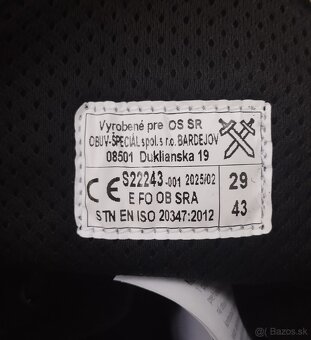 Vyrobené pre OS SR
OBUV-ŠPECIÁL spol. s r.o. BARDEJOV
08501 Duklianska 19
CE S22243-001 2025/02 29
E FO OB SRA
STN EN ISO 20347:2012 43
Bazos.sk